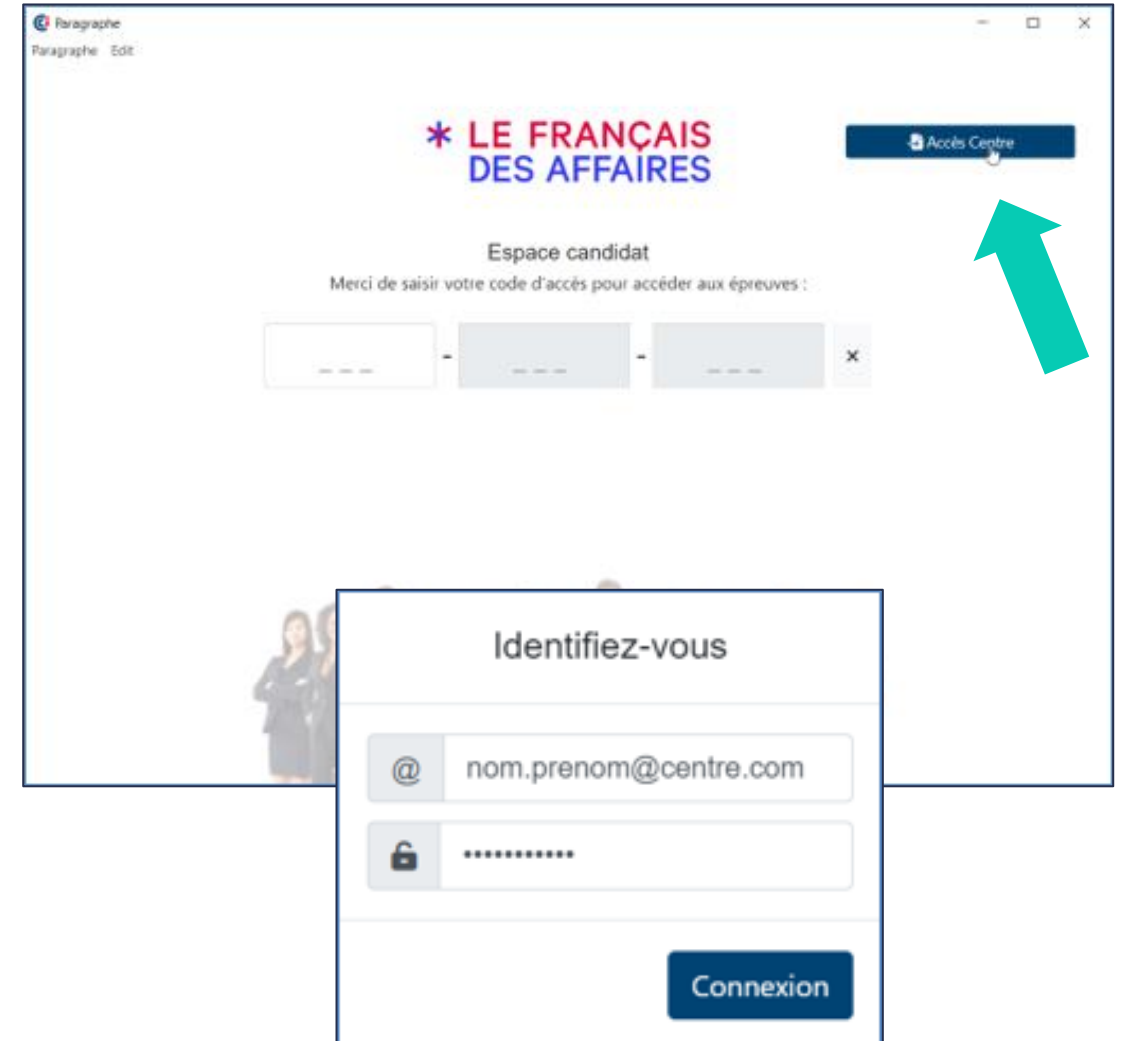 Paragraphe
Paragraphe Edit
* LE FRANÇAIS
DES AFFAIRES
Accès Centre
Espace candidat
Merci de saisir votre code d'accès pour accéder aux épreuves :
_ _ _ - _ _ _ - _ _ _ ×
Identifiez-vous
@ nom.prenom@centre.com
•••••••••••
Connexion